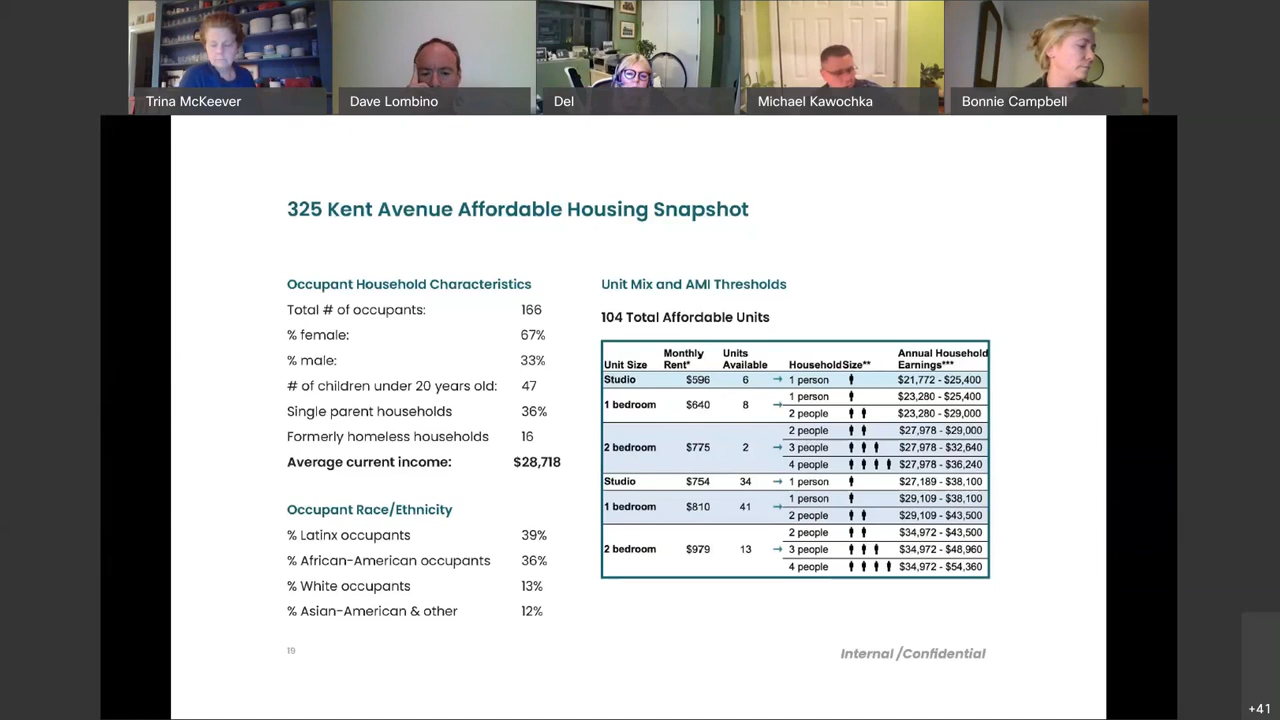 Trina McKeever
Dave Lombino
Del
Michael Kawochka
Bonnie Campbell
325 Kent Avenue Affordable Housing Snapshot
Occupant Household Characteristics
Total # of occupants: 166
% female: 67%
% male: 33%
# of children under 20 years old: 47
Single parent households 36%
Formerly homeless households 16
Average current income: $28,718
Occupant Race/Ethnicity
% Latinx occupants 39%
% African-American occupants 36%
% White occupants 13%
% Asian-American & other 12%
Unit Mix and AMI Thresholds
104 Total Affordable Units
Unit Size Monthly Rent* Units Available HouseholdSize** Annual Household Earnings***
Studio $596 6 → 1 person $21,772 - $25,400
1 bedroom $640 8 → 1 person $23,280 - $25,400
2 people $23,280 - $29,000
2 bedroom $775 2 → 2 people $27,978 - $29,000
3 people $27,978 - $32,640
4 people $27,978 - $36,240
Studio $754 34 → 1 person $27,189 - $38,100
1 bedroom $810 41 → 1 person $29,109 - $38,100
2 people $29,109 - $43,500
2 bedroom $979 13 → 2 people $34,972 - $43,500
3 people $34,972 - $48,960
4 people $34,972 - $54,360
19
Internal /Confidential
+41